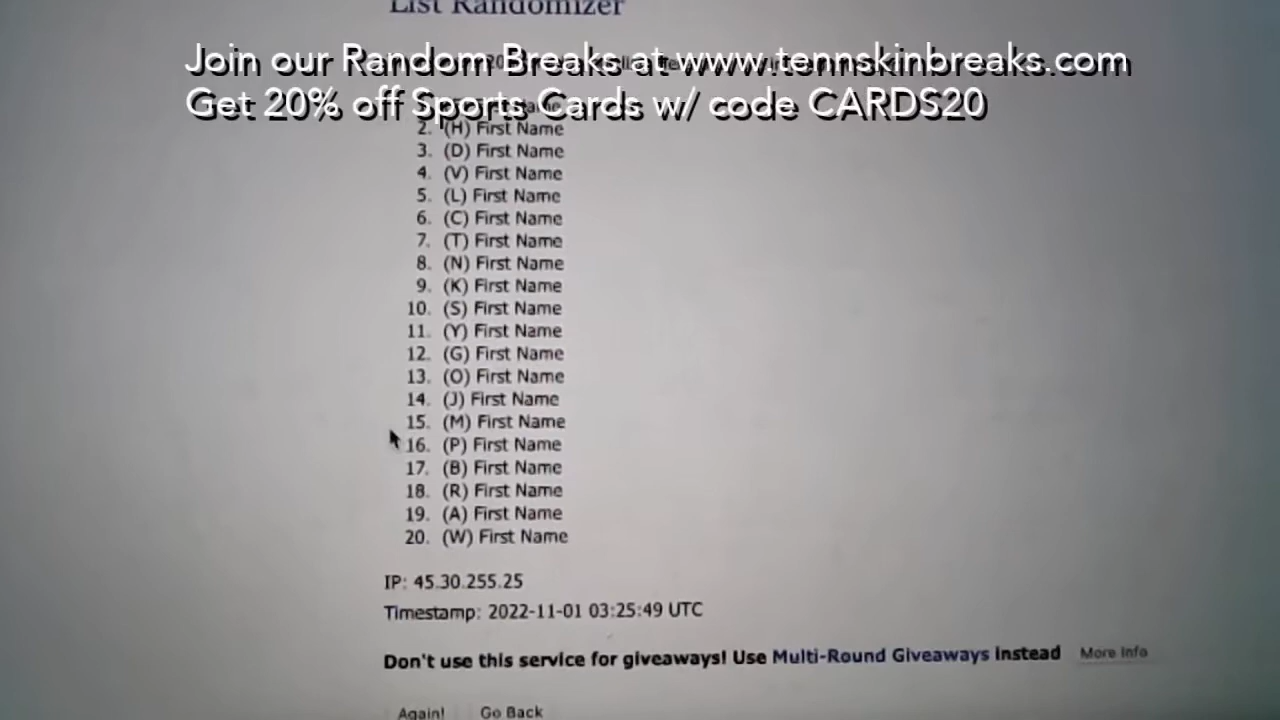 List Randomizer
Join our Random Breaks at www.tennskinbreaks.com
Get 20% off Sports Cards w/ code CARDS20
2. (H) First Name
3. (D) First Name
4. (V) First Name
5. (L) First Name
6. (C) First Name
7. (T) First Name
8. (N) First Name
9. (K) First Name
10. (S) First Name
11. (Y) First Name
12. (G) First Name
13. (O) First Name
14. (J) First Name
15. (M) First Name
16. (P) First Name
17. (B) First Name
18. (R) First Name
19. (A) First Name
20. (W) First Name
IP: 45.30.255.25
Timestamp: 2022-11-01 03:25:49 UTC
Don't use this service for giveaways! Use Multi-Round Giveaways instead More Info
Again! Go Back